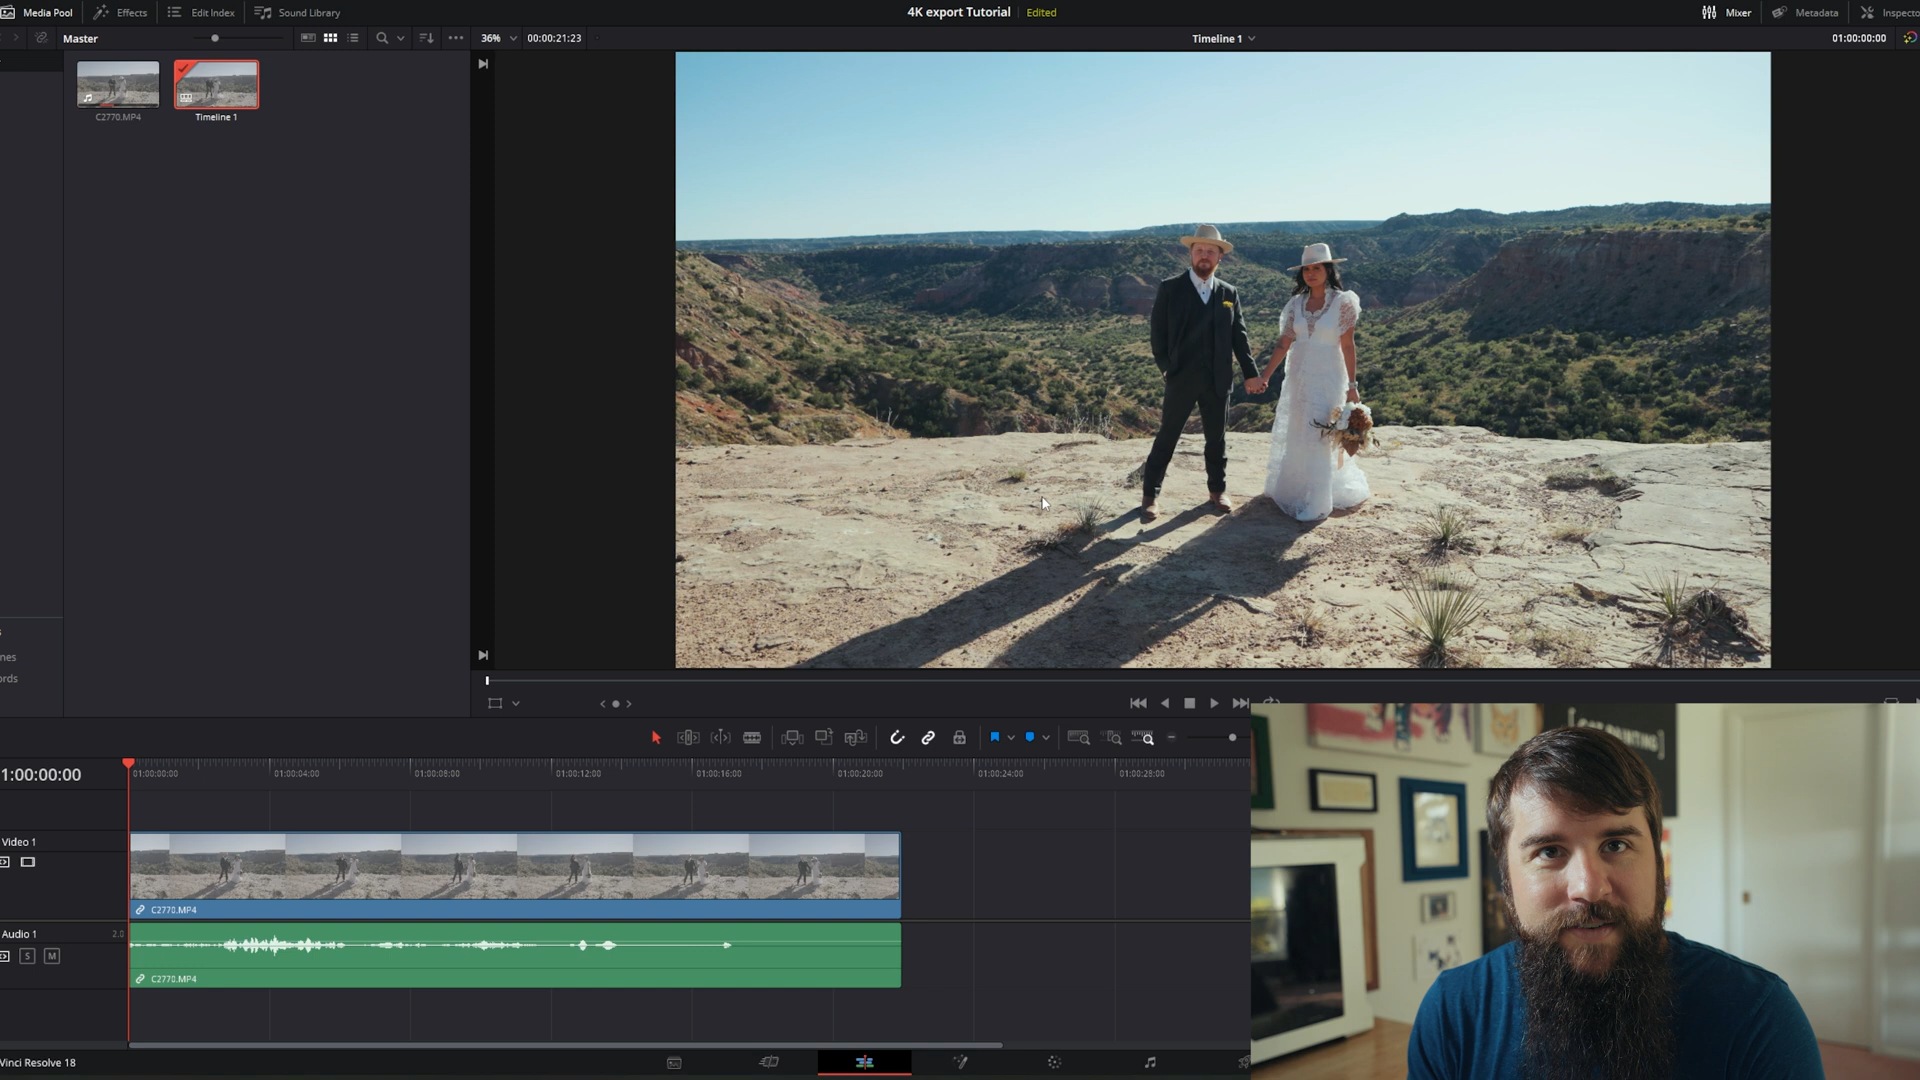 Media Pool
Effects
Edit Index
Sound Library
4K export Tutorial
Edited
Mixer
Metadata
Inspecto
Master
36%
00:00:21:23
Timeline 1
01:00:00:00
C2770.MP4
Timeline 1
nes
ords
1:00:00:00
01:00:00:00
01:00:04:00
01:00:08:00
01:00:12:00
01:00:16:00
01:00:20:00
01:00:24:00
01:00:28:00
Video 1
C2770.MP4
Audio 1
2.0
S
M
C2770.MP4
Vinci Resolve 18